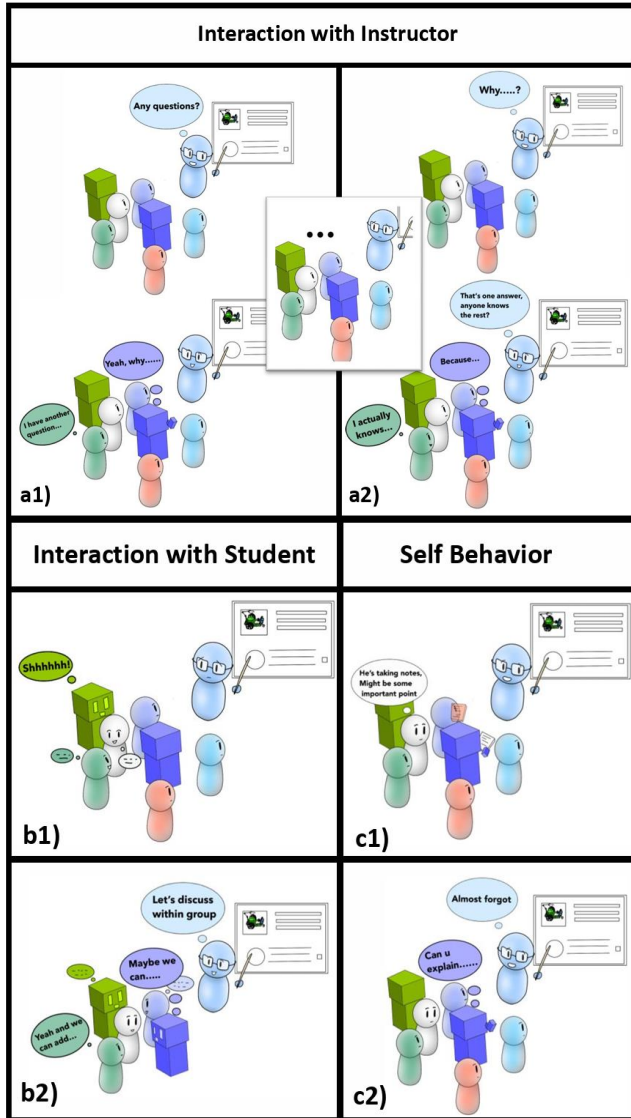 Interaction with Instructor
Any questions?
Why.....?
...
Yeah, why......
I have another
question...
a1)
That's one answer,
anyone knows
the rest?
Because...
I actually
knows...
a2)
Interaction with Student
Self Behavior
Shhhhhh!
b1)
He's taking notes,
Might be some
important point
c1)
Let's discuss
within group
Maybe we
can.....
Yeah and we
can add...
b2)
Almost forgot
Can u
explain......
c2)